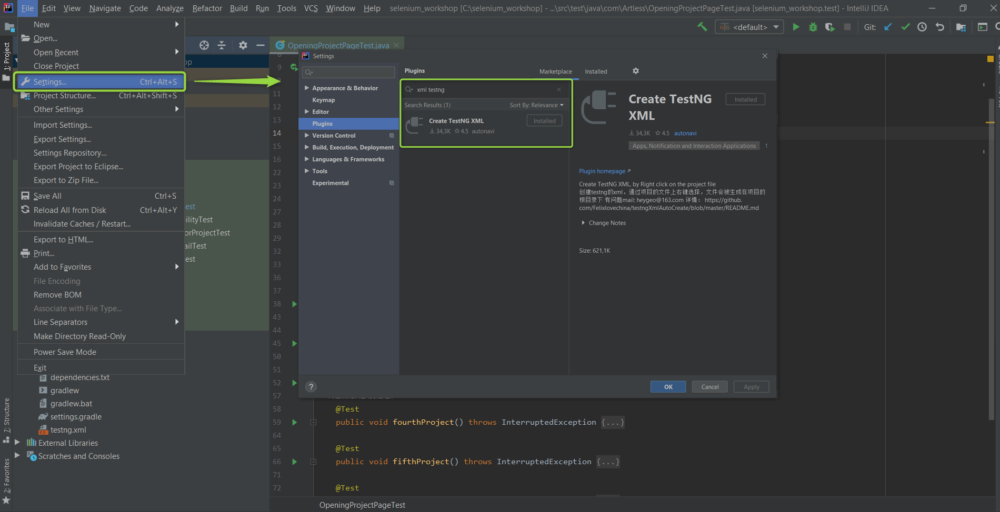 File Edit View Navigate Code Analyze Refactor Build Run Tools VCS Window Help selenium_workshop [C:\selenium_workshop] - ...\src\test\java\com\Artless\OpeningProjectPageTest.java [selenium_workshop.test] - IntelliJ IDEA
<default>
Git:
1: Project
7: Structure
2: Favorites
New
Open...
Open Recent
Close Project
Settings... Ctrl+Alt+S
Project Structure... Ctrl+Alt+Shift+S
Other Settings
Import Settings...
Export Settings...
Settings Repository...
Export Project to Eclipse...
Export to Zip File...
Save All Ctrl+S
Reload All from Disk Ctrl+Alt+Y
Invalidate Caches / Restart...
Export to HTML...
Print...
Add to Favorites
File Encoding
Remove BOM
Associate with File Type...
Line Separators
Make Directory Read-Only
Power Save Mode
Exit
op
est
ilityTest
orProjectTest
ailTest
est
dependencies.txt
gradlew
gradlew.bat
settings.gradle
testng.xml
External Libraries
Scratches and Consoles
OpeningProjectPageTest.java
8
9
11
12
13
14
15
16
22
23
24
27
28
29
32
33
36
37
38
43
44
45
50
51
52
57
58 @Test
59 public void fourthProject() throws InterruptedException {...}
64
65 @Test
66 public void fifthProject() throws InterruptedException {...}
71
72 @Test
OpeningProjectPageTest
Settings
Appearance & Behavior
Keymap
Editor
Plugins
Version Control
Build, Execution, Deployment
Languages & Frameworks
Tools
Experimental
Plugins Marketplace Installed
xml testng
Search Results (1) Sort By: Relevance
Create TestNG XML Installed
34,3K 4.5 autonavi
Create TestNG XML
Installed
34,3K 4.5 autonavi
Apps, Notification and Interaction Applications 1
Plugin homepage
Create TestNG XML, by Right click on the project file
创建testng的xml，通过项目的文件上右键选择，文件会被生成在项目的
根目录下 有问题mail: heygeo@163.com 详情： https://github.
com/Felixlovechina/testngXmlAutoCreate/blob/master/README.md
Change Notes
Size: 621,1K
?
OK Cancel Apply